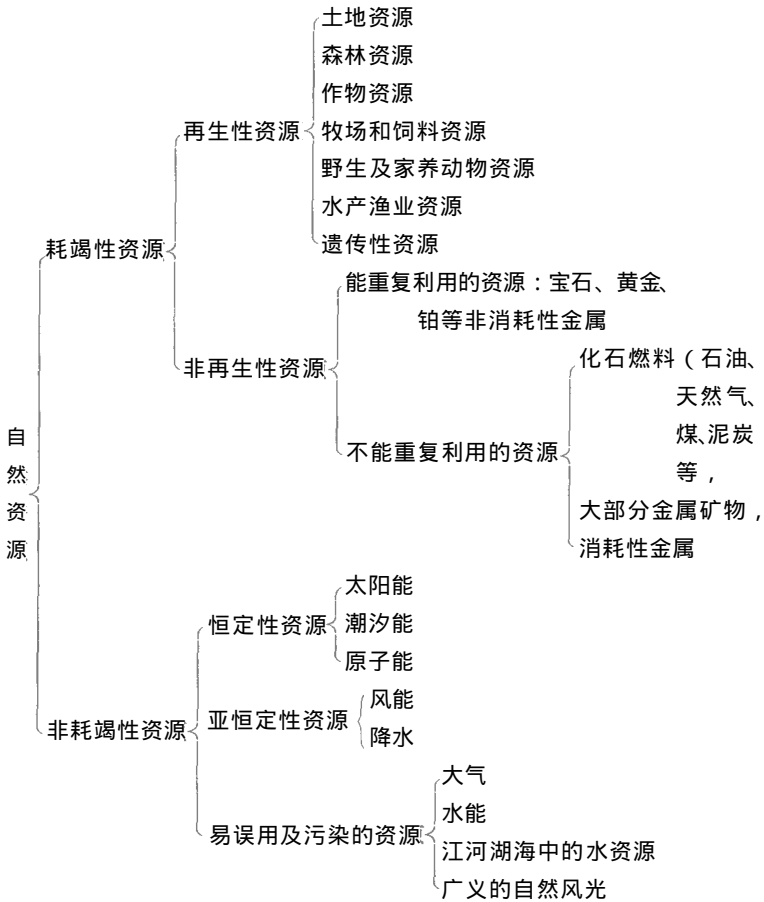 自然资源
耗竭性资源
再生性资源
土地资源
森林资源
作物资源
牧场和饲料资源
野生及家养动物资源
水产渔业资源
遗传性资源
非再生性资源
能重复利用的资源：宝石、黄金、
铂等非消耗性金属
不能重复利用的资源
化石燃料（石油、
天然气、
煤、泥炭
等，
大部分金属矿物，
消耗性金属
非耗竭性资源
恒定性资源
太阳能
潮汐能
原子能
亚恒定性资源
风能
降水
易误用及污染的资源
大气
水能
江河湖海中的水资源
广义的自然风光